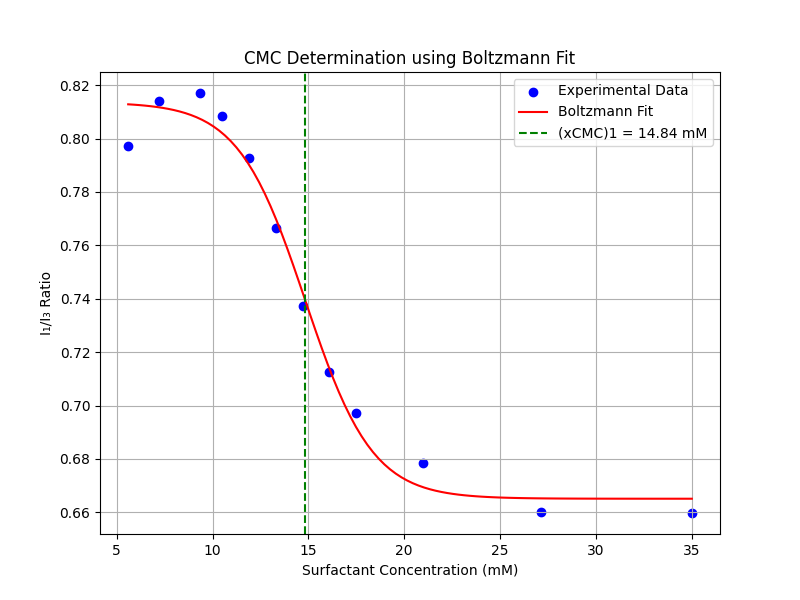 CMC Determination using Boltzmann Fit
Experimental Data
Boltzmann Fit
(xCMC)1 = 14.84 mM
I₁/I₃ Ratio
0.82
0.80
0.78
0.76
0.74
0.72
0.70
0.68
0.66
5 10 15 20 25 30 35
Surfactant Concentration (mM)